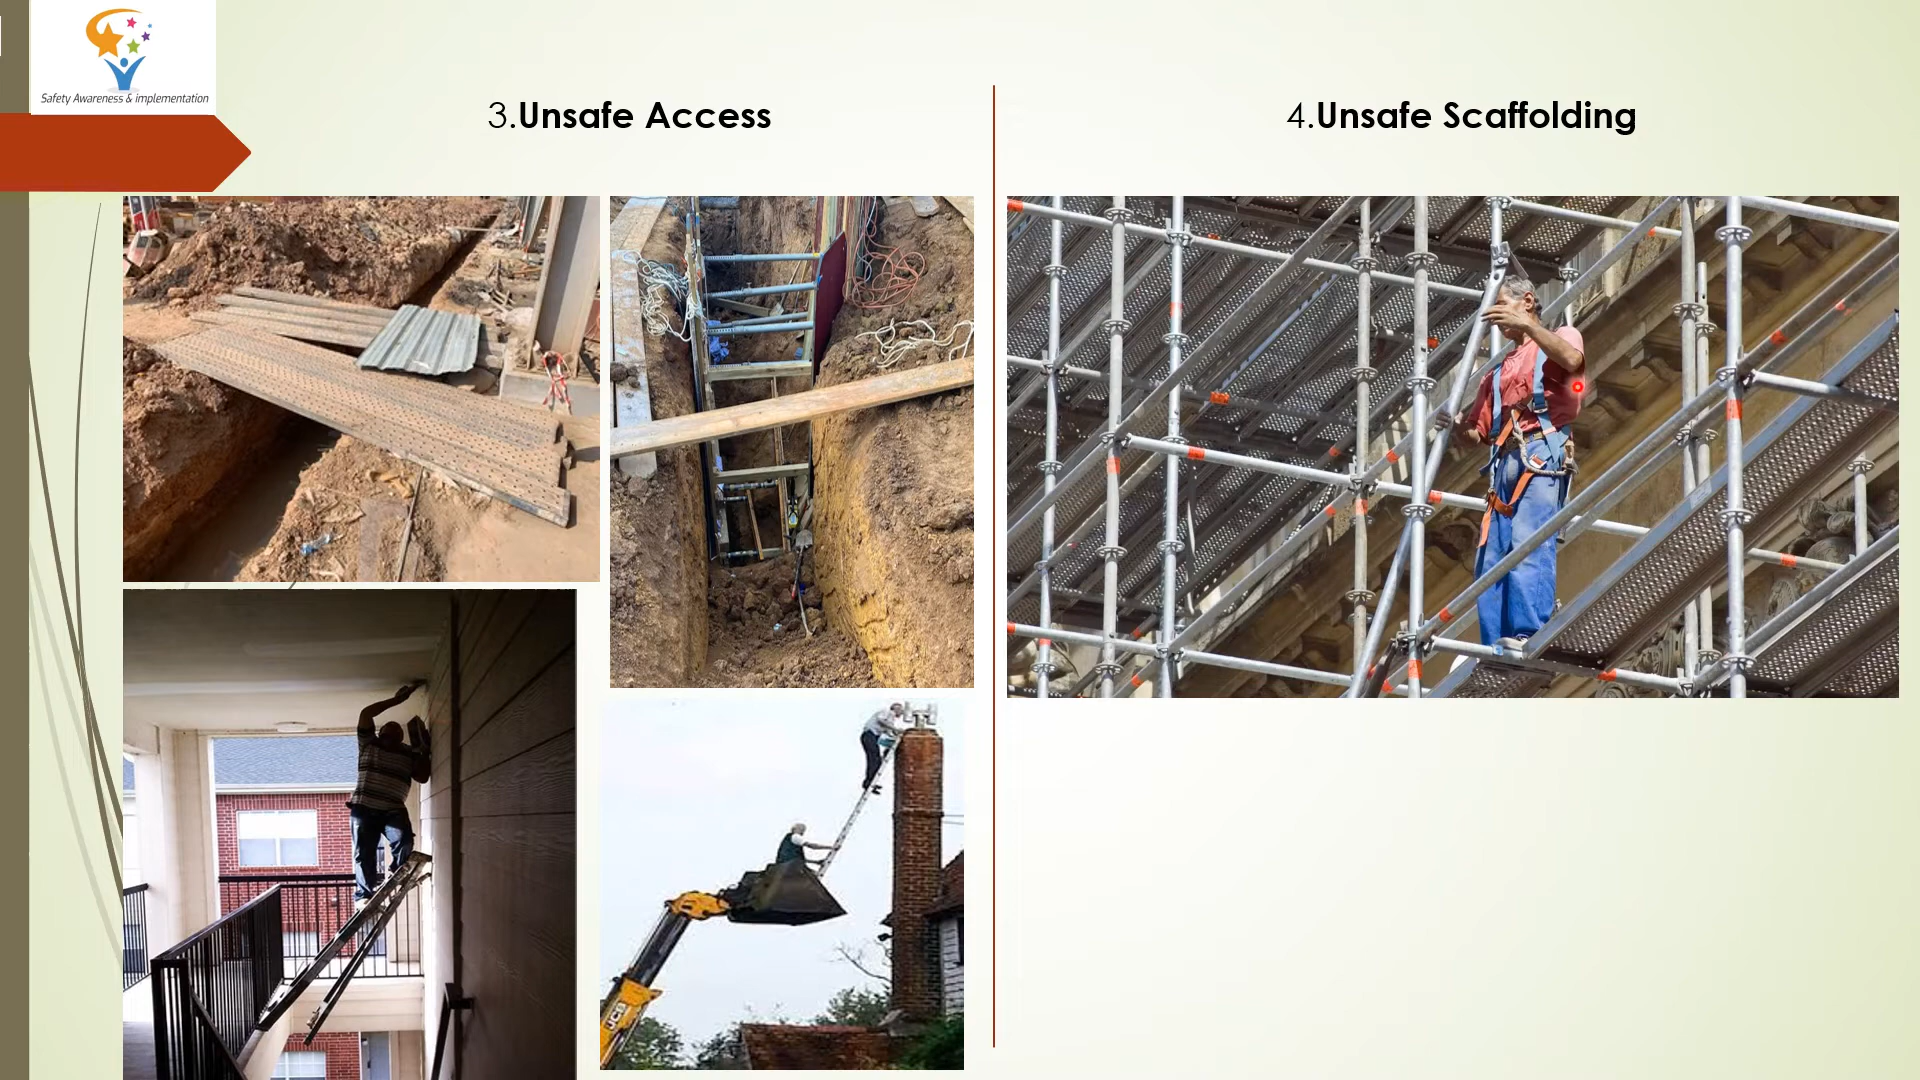 Safety Awareness & implementation
3.Unsafe Access
4.Unsafe Scaffolding
JCB